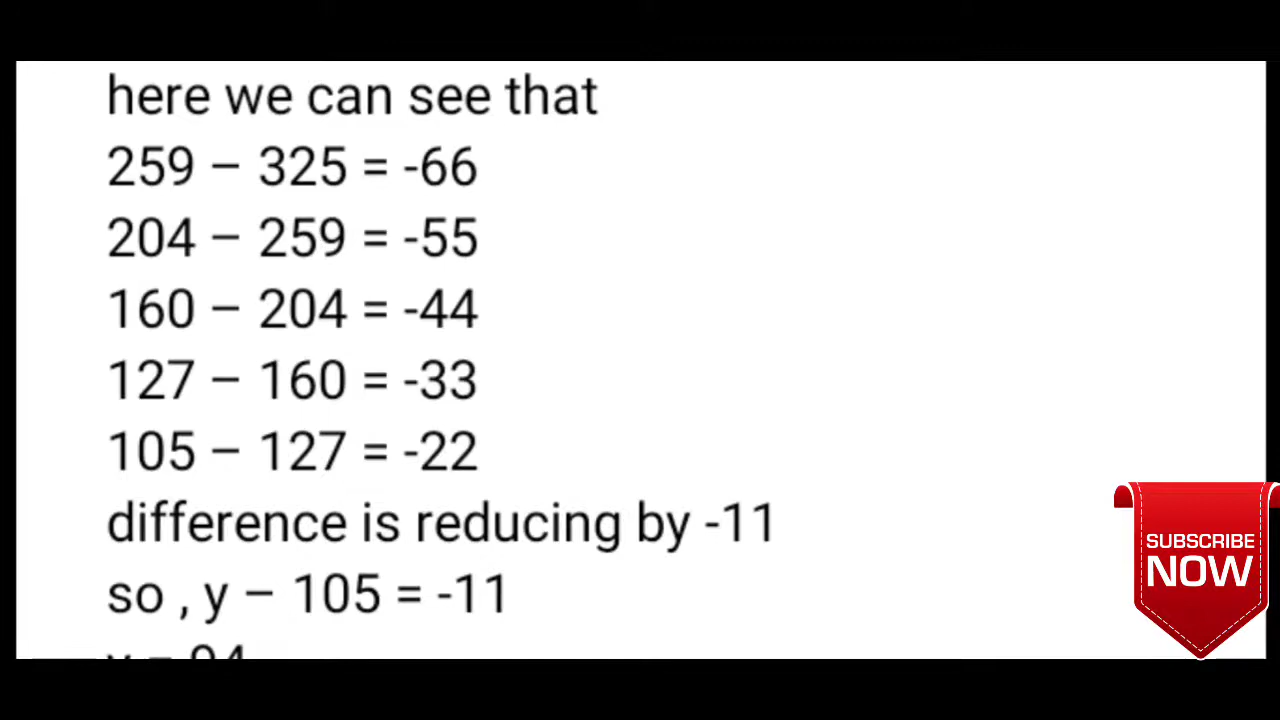 here we can see that
259 – 325 = -66
204 – 259 = -55
160 – 204 = -44
127 – 160 = -33
105 – 127 = -22
difference is reducing by -11
so , y – 105 = -11
y = 94
SUBSCRIBE
NOW